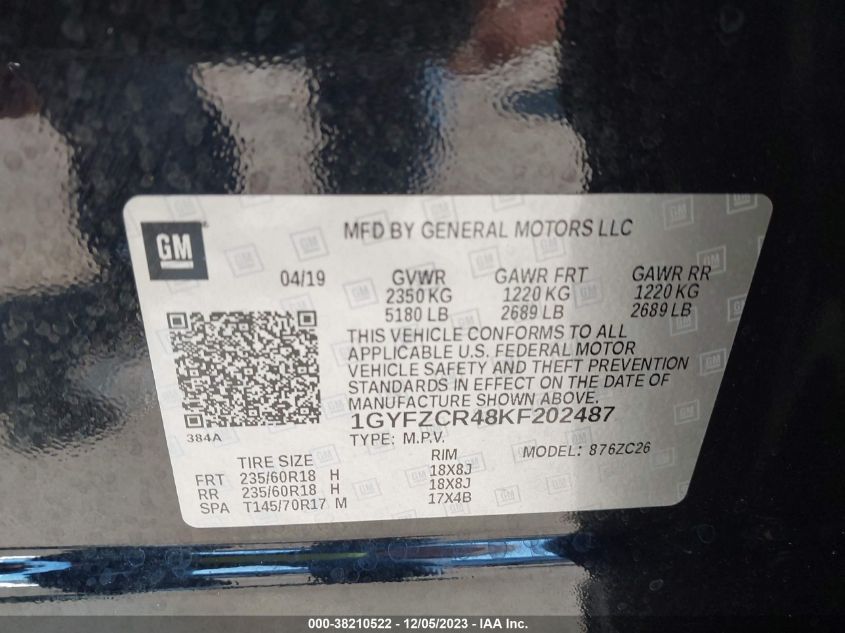 GM
MFD BY GENERAL MOTORS LLC
04/19
GVWR GAWR FRT GAWR RR
2350 KG 1220 KG 1220 KG
5180 LB 2689 LB 2689 LB
THIS VEHICLE CONFORMS TO ALL
APPLICABLE U.S. FEDERAL MOTOR
VEHICLE SAFETY AND THEFT PREVENTION
STANDARDS IN EFFECT ON THE DATE OF
MANUFACTURE SHOWN ABOVE.
384A
1GYFZCR48KF202487
TYPE: M.P.V. MODEL: 876ZC26
TIRE SIZE RIM
FRT 235/60R18 H 18X8J
RR 235/60R18 H 18X8J
SPA T145/70R17 M 17X4B
000-38210522 - 12/05/2023 - IAA Inc.